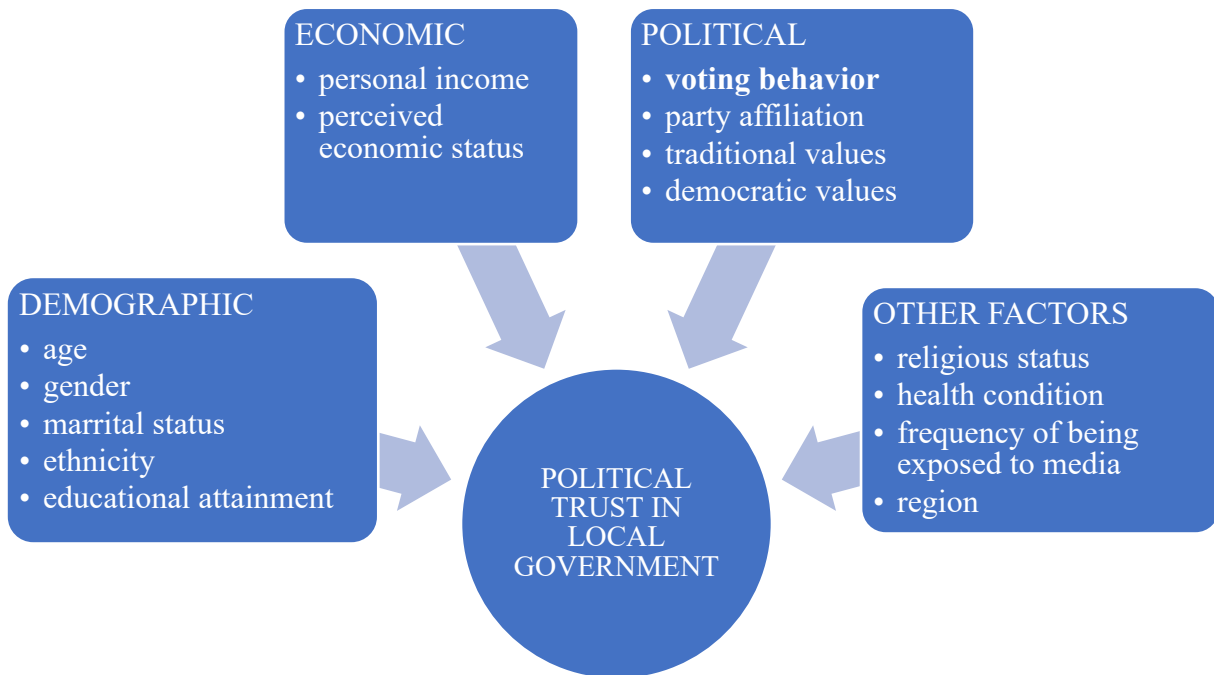 ECONOMIC
• personal income
• perceived
economic status
POLITICAL
• voting behavior
• party affiliation
• traditional values
• democratic values
DEMOGRAPHIC
• age
• gender
• marrital status
• ethnicity
• educational attainment
OTHER FACTORS
• religious status
• health condition
• frequency of being
exposed to media
• region
POLITICAL
TRUST IN
LOCAL
GOVERNMENT